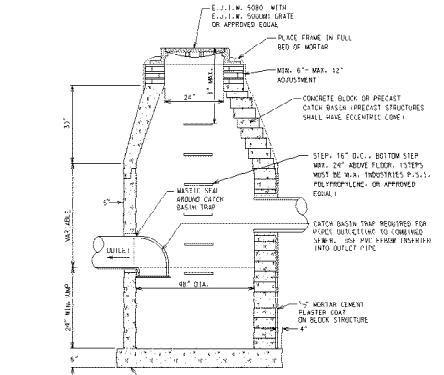 E.J.I.W. 5080 WITH
E.J.I.W. 5000M1 GRATE
OR APPROVED EQUAL
PLACE FRAME IN FULL
BED OF MORTAR
MIN. 6"- MAX. 12"
ADJUSTMENT
24"
MAX.
CONCRETE BLOCK OR PRECAST
CATCH BASIN (PRECAST STRUCTURES
SHALL HAVE ECCENTRIC CONE)
STEP, 16" O.C., BOTTOM STEP
MAX. 24" ABOVE FLOOR. (STEPS
MUST BE M.A. INDUSTRIES P.S.1,
POLYPROPYLENE, OR APPROVED
EQUAL)
MASTIC SEAL
AROUND CATCH
BASIN TRAP
CATCH BASIN TRAP REQUIRED FOR
PIPES OUTLETTING TO COMBINED
SEWER. USE PVC ELBOW INSERTED
INTO OUTLET PIPE
VARIABLE
OUTLET
48" DIA.
24" MIN. SUMP
MORTAR CEMENT
PLASTER COAT
ON BLOCK STRUCTURE
4"